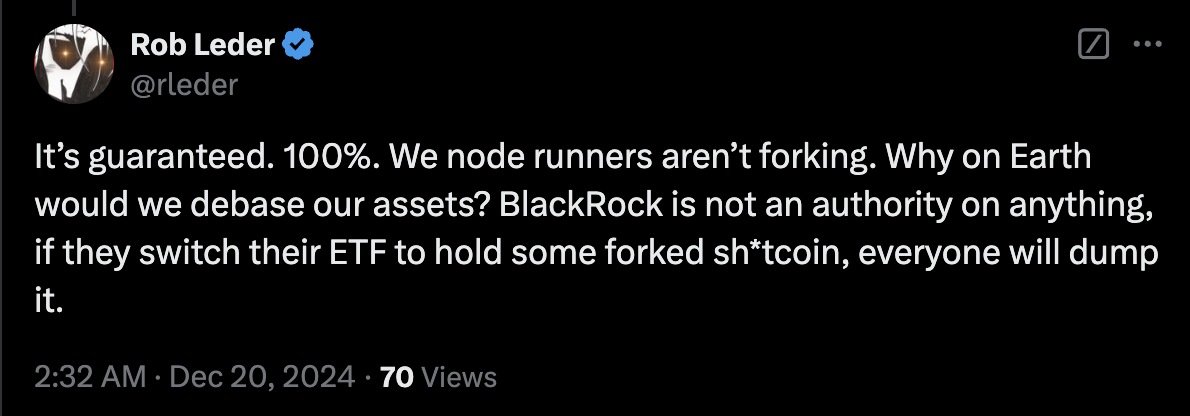 Rob Leder
@rleder
It’s guaranteed. 100%. We node runners aren’t forking. Why on Earth
would we debase our assets? BlackRock is not an authority on anything,
if they switch their ETF to hold some forked sh*tcoin, everyone will dump
it.
2:32 AM · Dec 20, 2024 · 70 Views